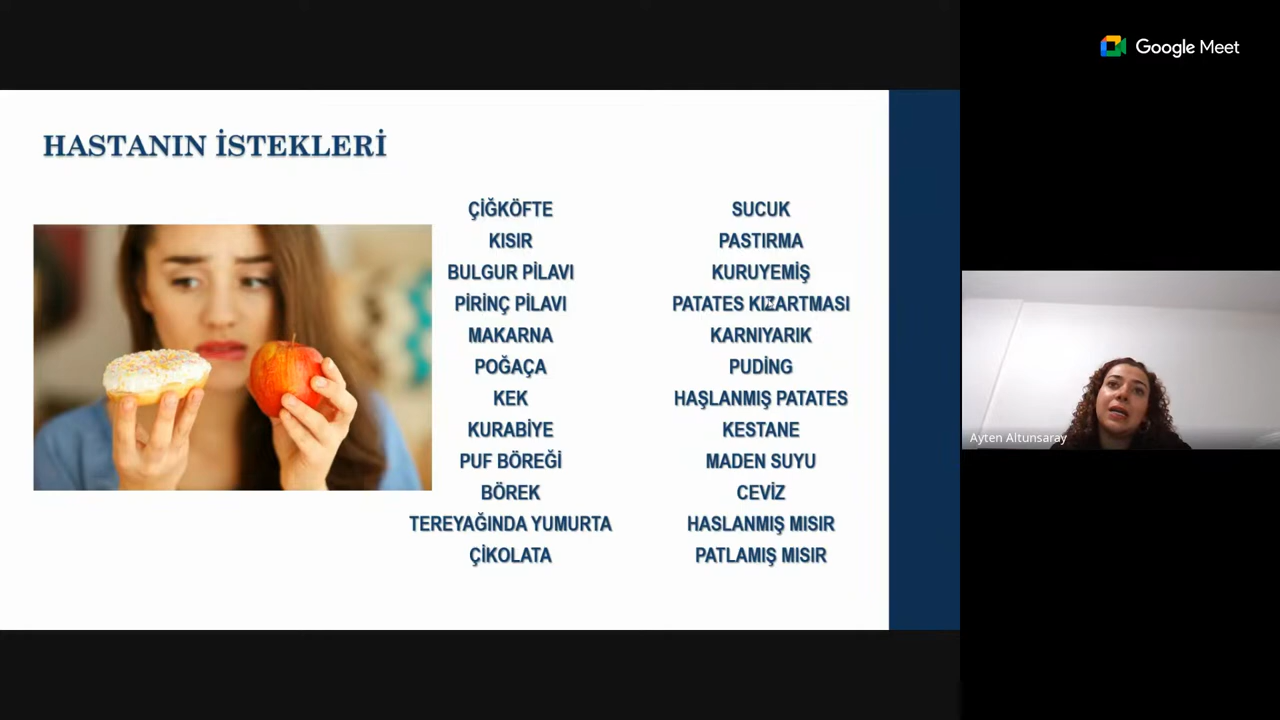 Google Meet
HASTANIN İSTEKLERİ
ÇİĞKÖFTE
KISIR
BULGUR PİLAVI
PİRİNÇ PİLAVI
MAKARNA
POĞAÇA
KEK
KURABİYE
PUF BÖREĞİ
BÖREK
TEREYAĞINDA YUMURTA
ÇİKOLATA
SUCUK
PASTIRMA
KURUYEMİŞ
PATATES KIZARTMASI
KARNIYARIK
PUDİNG
HAŞLANMIŞ PATATES
KESTANE
MADEN SUYU
CEVİZ
HASLANMIŞ MISIR
PATLAMIŞ MISIR
Ayten Altunsaray